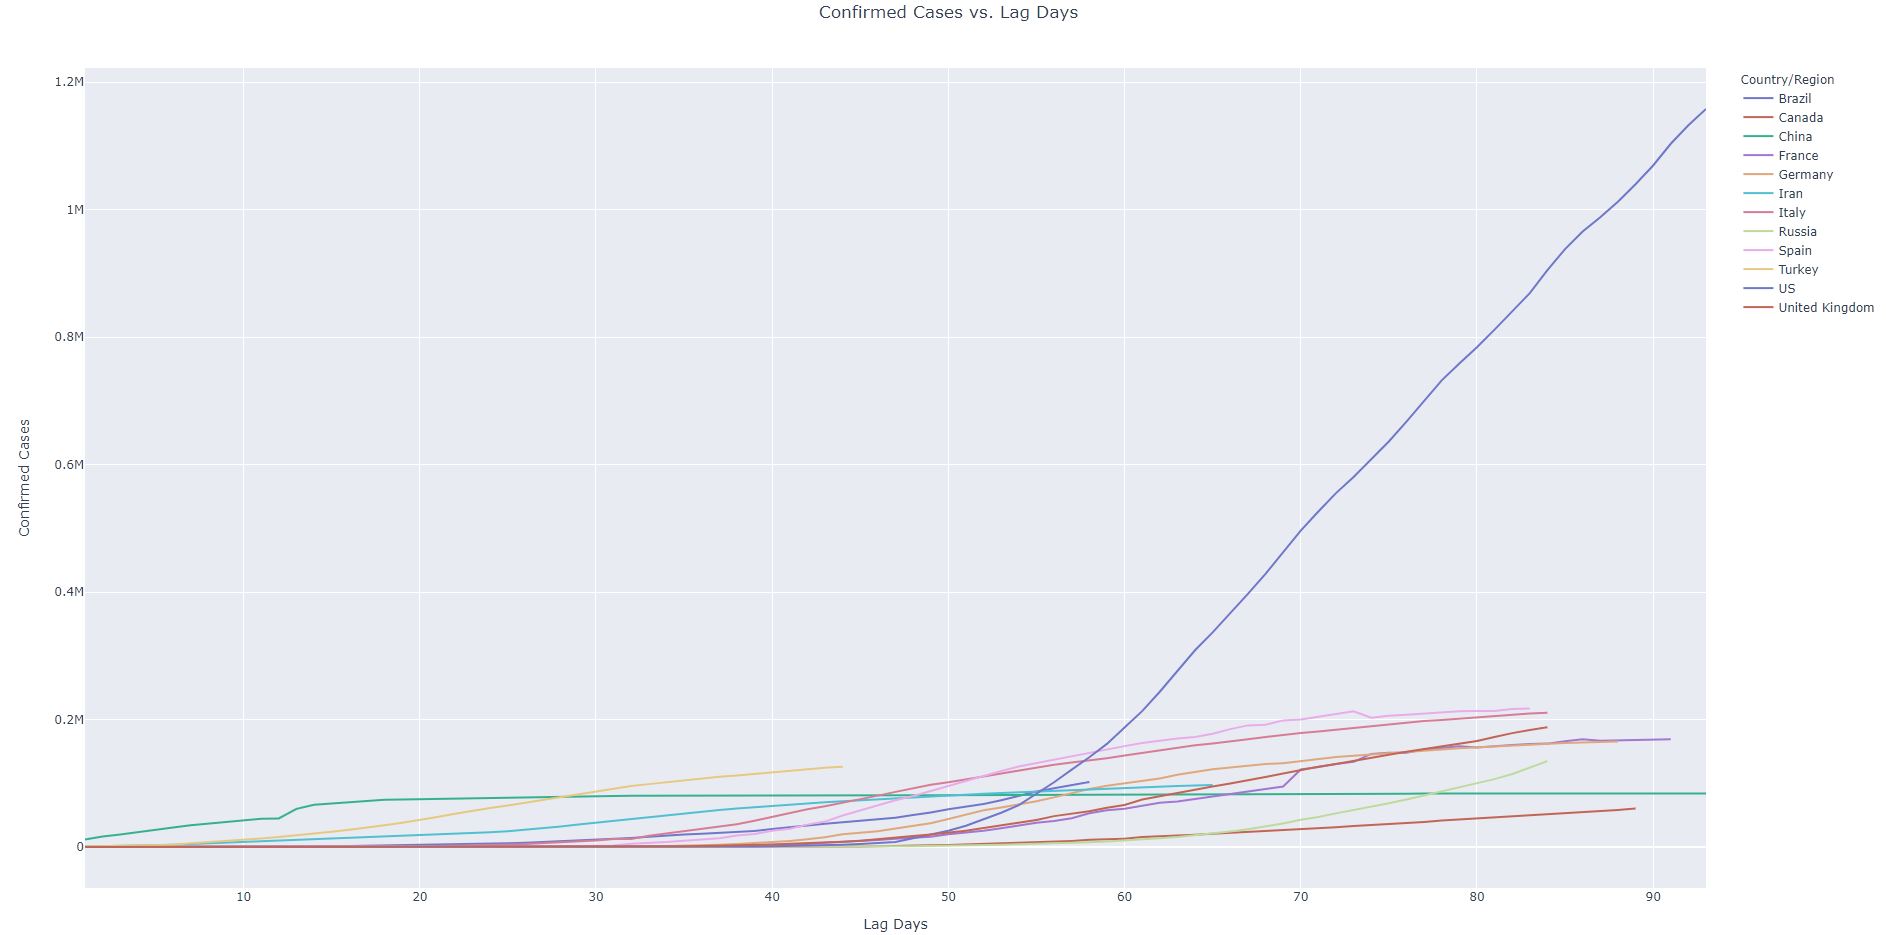 Confirmed Cases vs. Lag Days
1.2M
1M
0.8M
0.6M
0.4M
0.2M
0
Confirmed Cases
10 20 30 40 50 60 70 80 90
Lag Days
Country/Region
Brazil
Canada
China
France
Germany
Iran
Italy
Russia
Spain
Turkey
US
United Kingdom